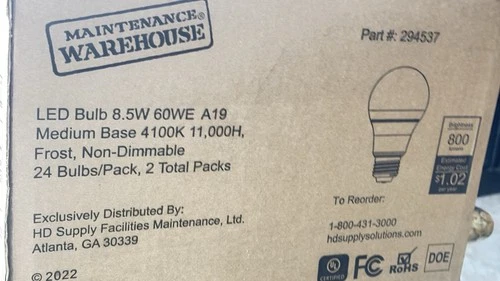 MAINTENANCE®
WAREHOUSE
Part #: 294537
LED Bulb 8.5W 60WE A19
Medium Base 4100K 11,000H,
Frost, Non-Dimmable
24 Bulbs/Pack, 2 Total Packs
Brightness
800
lumens
Estimated
Energy Cost
$1.02
per year
Exclusively Distributed By:
HD Supply Facilities Maintenance, Ltd.
Atlanta, GA 30339
To Reorder:
1-800-431-3000
hdsupplysolutions.com
© 2022
UL
CERTIFIED
FC
RoHS
DOE